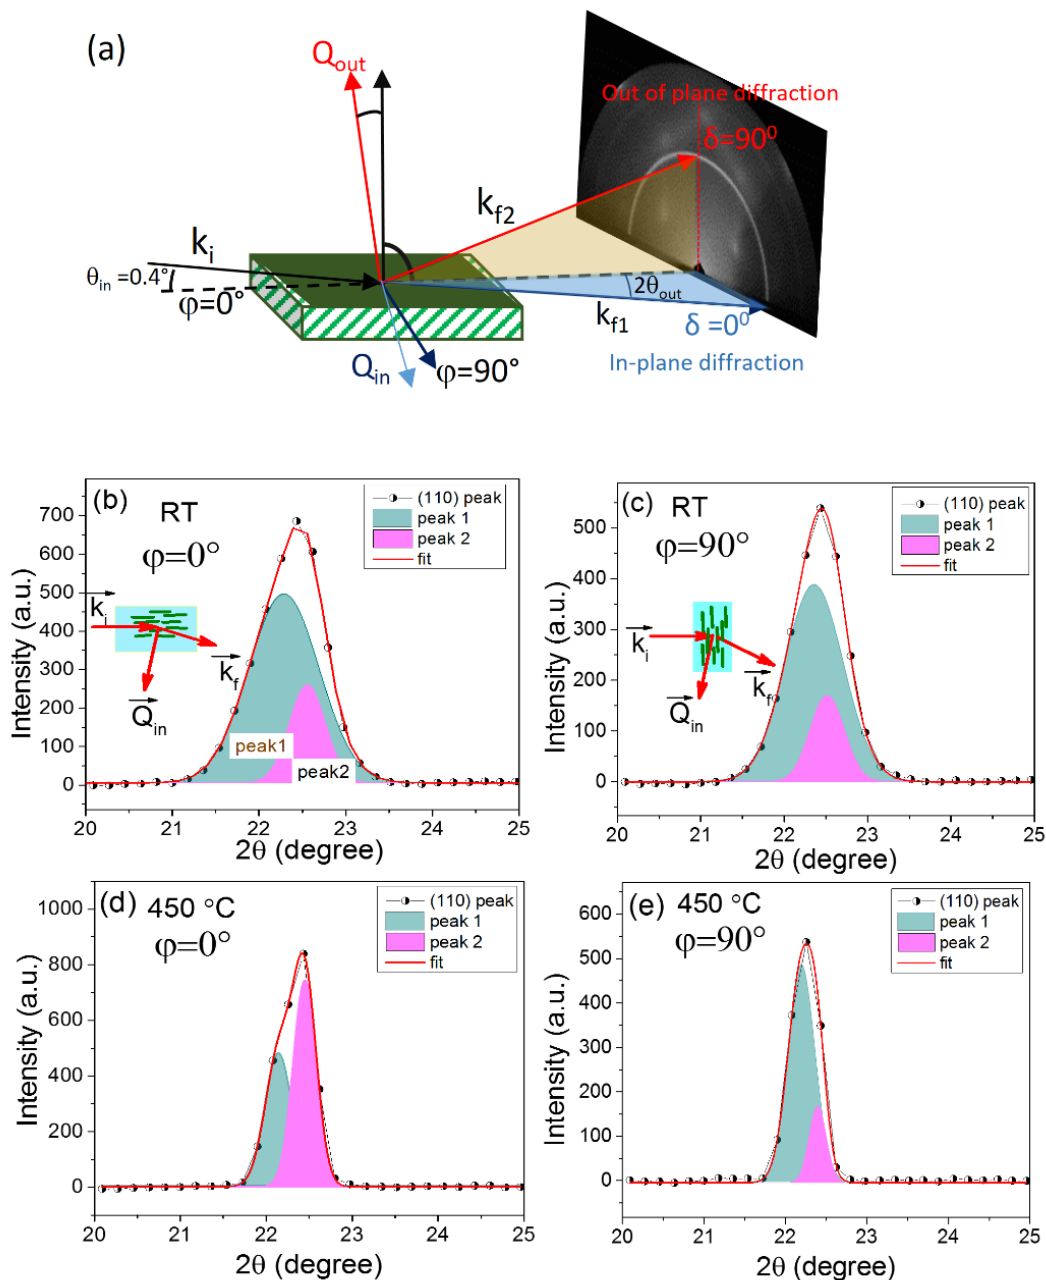 (a)
Q_out
Out of plane diffraction
δ=90⁰
k_f2
k_i
θ_in =0.4°
φ=0°
2θ_out
k_f1
δ =0⁰
Q_in
φ=90°
In-plane diffraction
(b)
RT
φ=0°
(110) peak
peak 1
peak 2
fit
k_i
k_f
Q_in
peak1
peak2
Intensity (a.u.)
700
600
500
400
300
200
100
0
20 21 22 23 24 25
2θ (degree)
(c)
RT
φ=90°
(110) peak
peak 1
peak 2
fit
k_i
k_f
Q_in
Intensity (a.u.)
500
400
300
200
100
0
20 21 22 23 24 25
2θ (degree)
(d)
450 °C
φ=0°
(110) peak
peak 1
peak 2
fit
Intensity (a.u.)
1000
800
600
400
200
0
20 21 22 23 24 25
2θ (degree)
(e)
450 °C
φ=90°
(110) peak
peak 1
peak 2
fit
Intensity (a.u.)
600
500
400
300
200
100
0
20 21 22 23 24 25
2θ (degree)